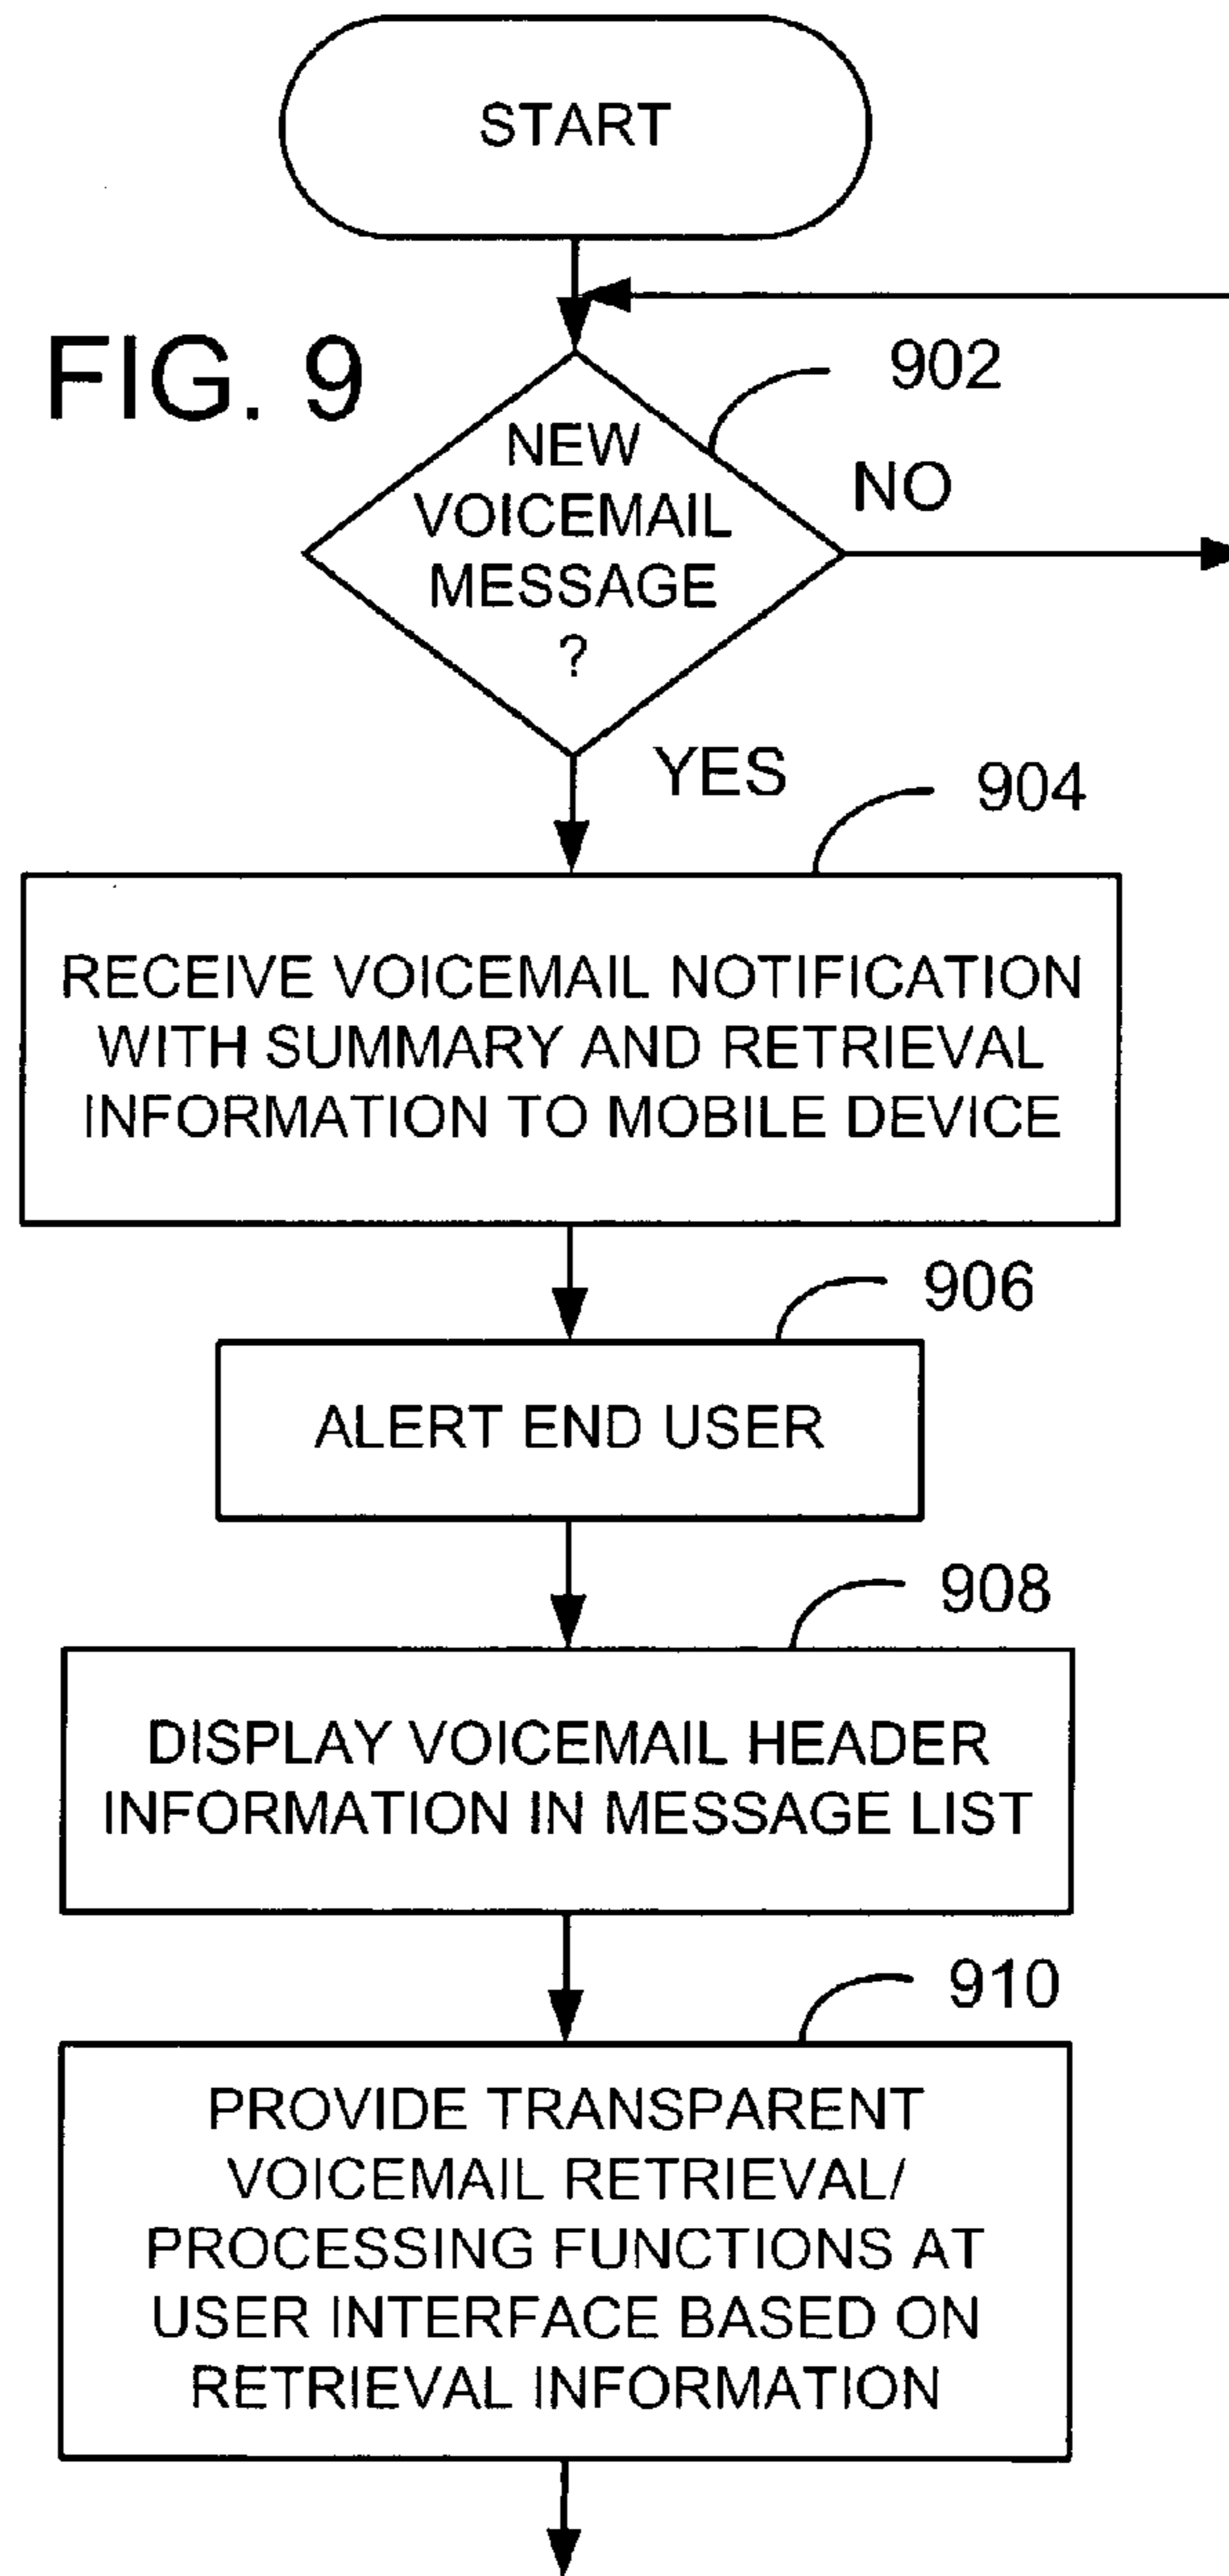 START
FIG. 9
902
NEW
VOICEMAIL
MESSAGE
?
NO
YES
904
RECEIVE VOICEMAIL NOTIFICATION
WITH SUMMARY AND RETRIEVAL
INFORMATION TO MOBILE DEVICE
906
ALERT END USER
908
DISPLAY VOICEMAIL HEADER
INFORMATION IN MESSAGE LIST
910
PROVIDE TRANSPARENT
VOICEMAIL RETRIEVAL/
PROCESSING FUNCTIONS AT
USER INTERFACE BASED ON
RETRIEVAL INFORMATION